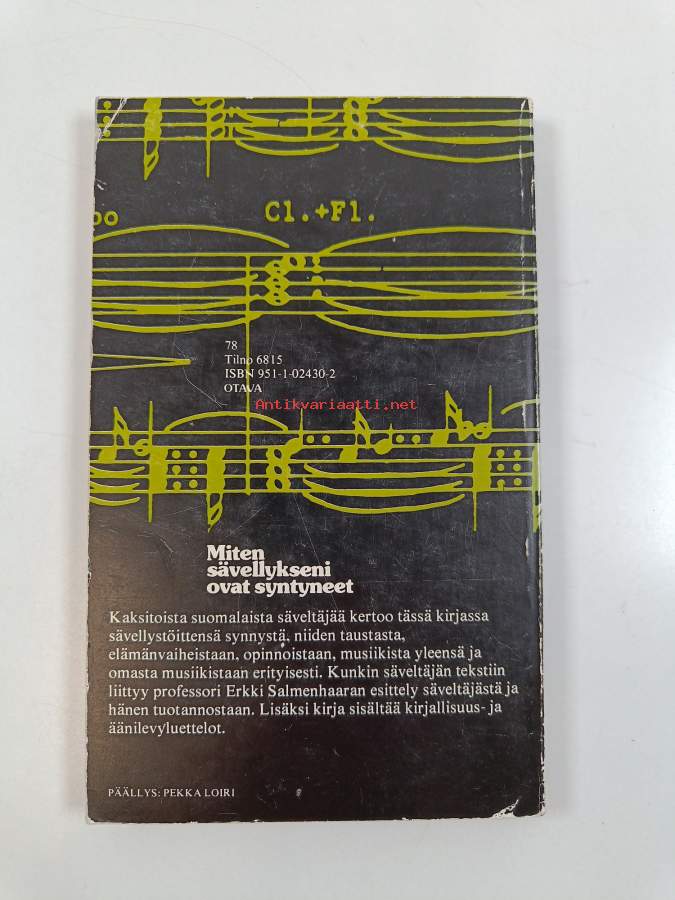 po
Cl.+Fl.
78
Tilno 6815
ISBN 951-1-02430-2
OTAVA
Antikvariaatti.net
Miten
sävellykseni
ovat syntyneet
Kaksitoista suomalaista säveltäjää kertoo tässä kirjassa
sävellystöittensä synnystä, niiden taustasta,
elämänvaiheistaan, opinnoistaan, musiikista yleensä ja
omasta musiikistaan erityisesti. Kunkin säveltäjän tekstiin
liittyy professori Erkki Salmenhaaran esittely säveltäjästä ja
hänen tuotannostaan. Lisäksi kirja sisältää kirjallisuus- ja
äänilevyluettelot.
PÄÄLLYS: PEKKA LOIRI